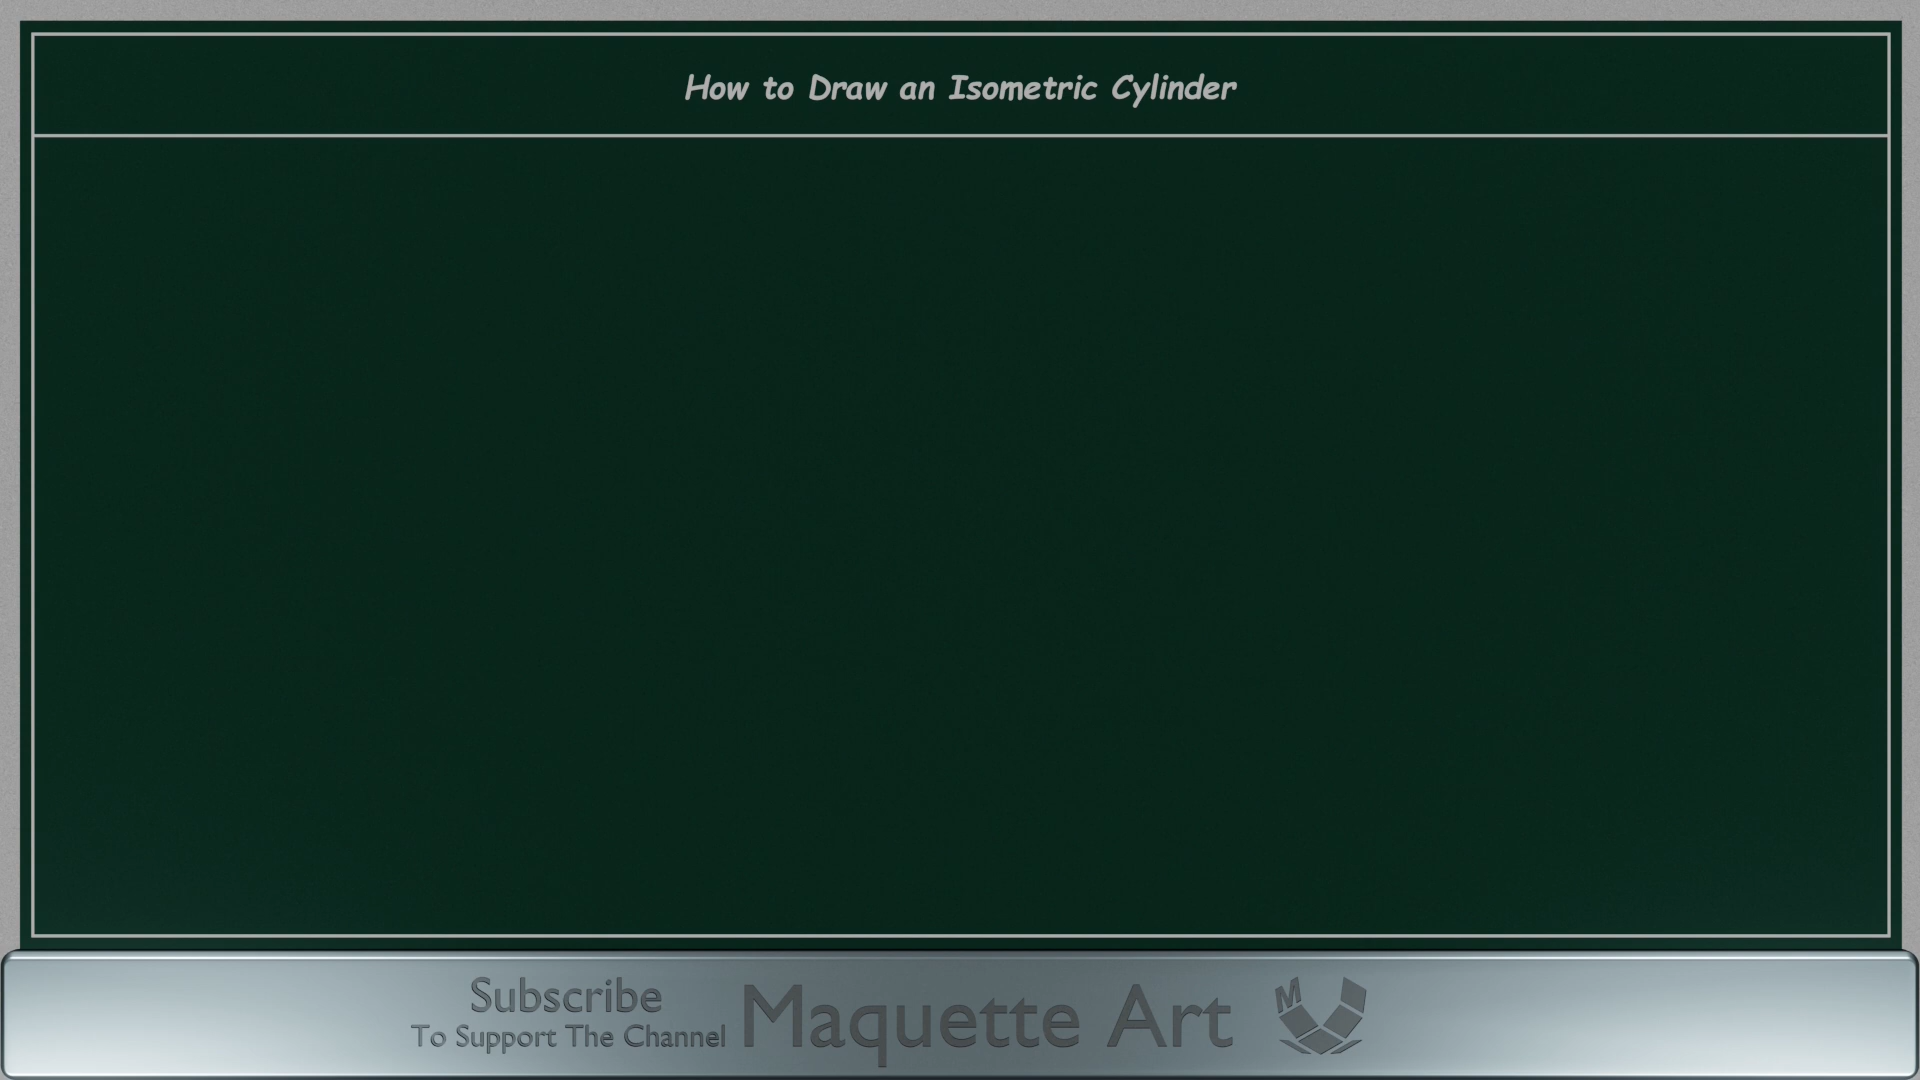 How to Draw an Isometric Cylinder
Subscribe
To Support The Channel
Maquette Art
M